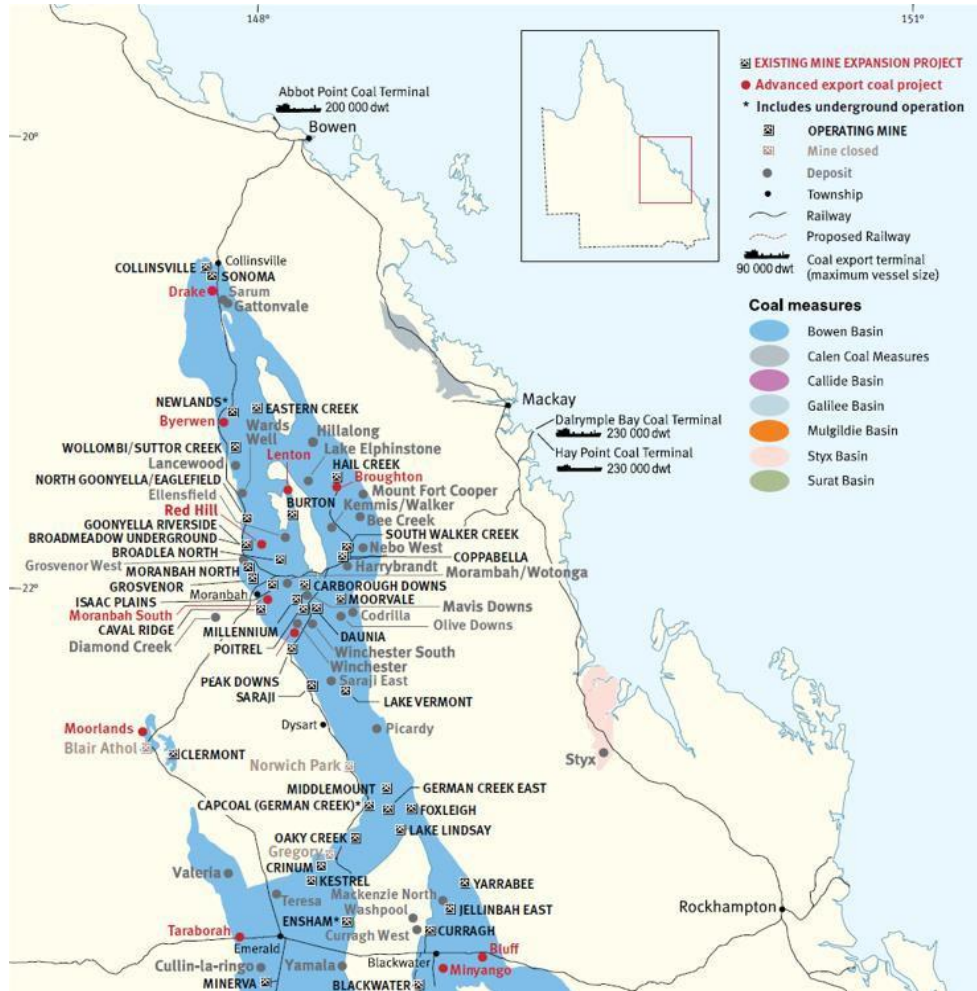 148°
151°
20°
22°
Abbot Point Coal Terminal
200 000 dwt
Bowen
EXISTING MINE EXPANSION PROJECT
Advanced export coal project
* Includes underground operation
OPERATING MINE
Mine closed
Deposit
Township
Railway
Proposed Railway
90 000 dwt
Coal export terminal
(maximum vessel size)
Coal measures
Bowen Basin
Calen Coal Measures
Callide Basin
Galilee Basin
Mulgildie Basin
Styx Basin
Surat Basin
Collinsville
COLLINSVILLE
SONOMA
Drake
Sarum
Gattonvale
NEWLANDS*
EASTERN CREEK
Byerwen
Wards
Well
Hillalong
WOLLOMBI/SUTTOR CREEK
Lenton
Lake Elphinstone
Lancewood
HAIL CREEK
NORTH GOONYELLA/EAGLEFIELD
Broughton
Ellensfield
Mount Fort Cooper
BURTON
Kemmis/Walker
Red Hill
Bee Creek
GOONYELLA RIVERSIDE
SOUTH WALKER CREEK
BROADMEADOW UNDERGROUND
Nebo West
BROADLEA NORTH
COPPABELLA
Grosvenor West
Harrybrandt
MORANBAH NORTH
Morambah/Wotonga
GROSVENOR
CARBOROUGH DOWNS
Moranbah
ISAAC PLAINS
MOORVALE
Mavis Downs
Moranbah South
Codrilla
CAVAL RIDGE
MILLENNIUM
Olive Downs
Diamond Creek
POITREL
DAUNIA
Winchester South
Winchester
PEAK DOWNS
Saraji East
SARAJI
LAKE VERMONT
Mackay
Dalrymple Bay Coal Terminal
230 000 dwt
Hay Point Coal Terminal
230 000 dwt
Dysart
Picardy
Moorlands
Blair Athol
CLERMONT
Styx
Norwich Park
MIDDLEMOUNT
GERMAN CREEK EAST
CAPCOAL (GERMAN CREEK)*
FOXLEIGH
LAKE LINDSAY
OAKY CREEK
Gregory
CRINUM
Valeria
KESTREL
YARRABEE
Teresa
Mackenzie North
Washpool
JELLINBAH EAST
Rockhampton
ENSHAM*
Curragh West
CURRAGH
Taraborah
Emerald
Bluff
Blackwater
Cullin-la-ringo
Yamala
Minyango
MINERVA
BLACKWATER